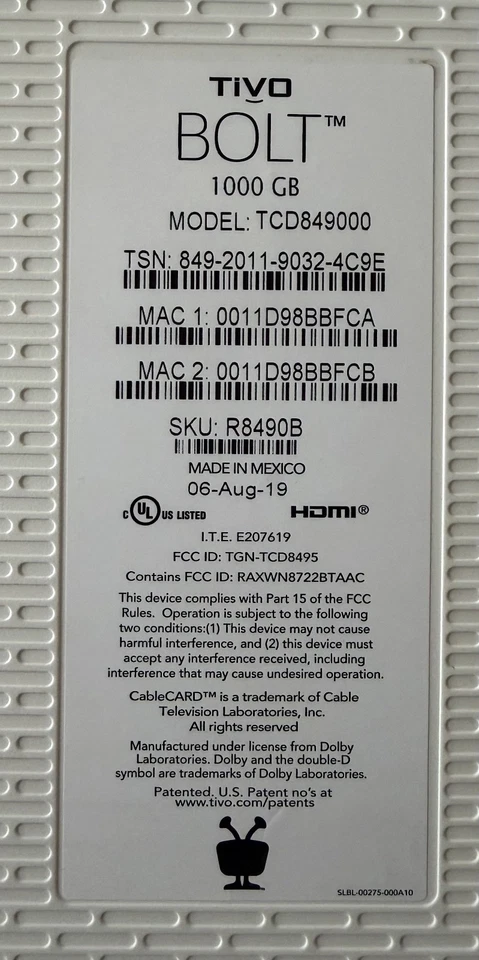 TiVo
BOLT™
1000 GB
MODEL: TCD849000
TSN: 849-2011-9032-4C9E
MAC 1: 0011D98BBFCA
MAC 2: 0011D98BBFCB
SKU: R8490B
MADE IN MEXICO
06-Aug-19
C UL US LISTED HDMI®
I.T.E. E207619
FCC ID: TGN-TCD8495
Contains FCC ID: RAXWN8722BTAAC
This device complies with Part 15 of the FCC
Rules. Operation is subject to the following
two conditions:(1) This device may not cause
harmful interference, and (2) this device must
accept any interference received, including
interference that may cause undesired operation.
CableCARD™ is a trademark of Cable
Television Laboratories, Inc.
All rights reserved
Manufactured under license from Dolby
Laboratories. Dolby and the double-D
symbol are trademarks of Dolby Laboratories.
Patented. U.S. Patent no's at
www.tivo.com/patents
SLBL-00275-000A10